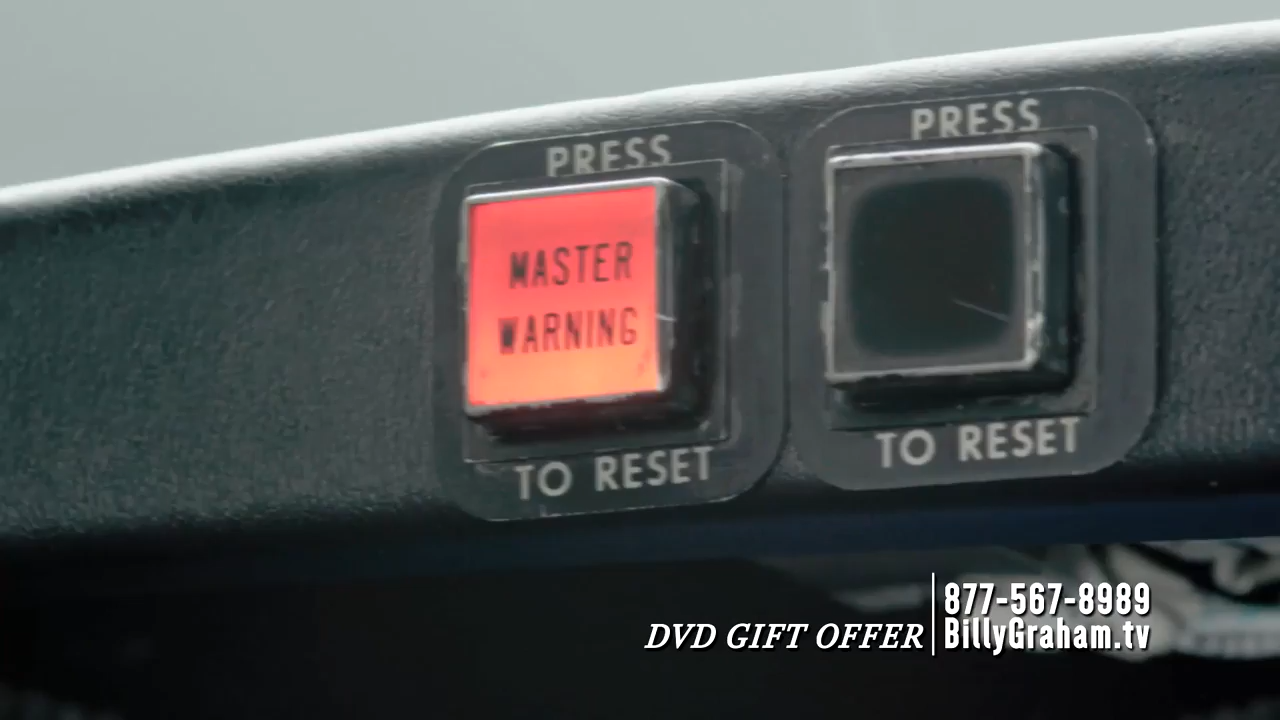 PRESS
MASTER
WARNING
TO RESET
PRESS
TO RESET
DVD GIFT OFFER
877-567-8989
BillyGraham.tv